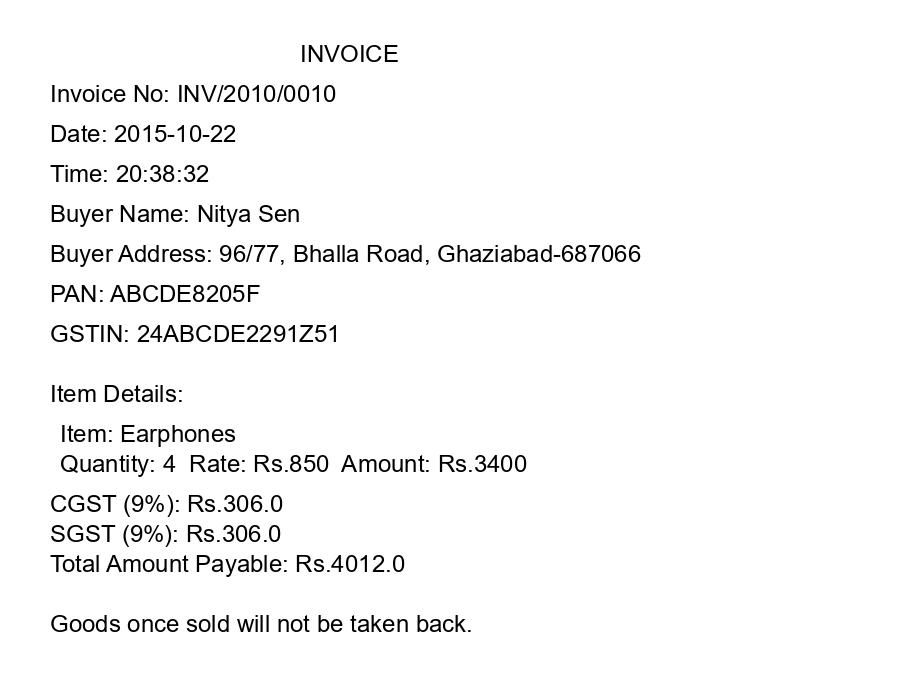 INVOICE
Invoice No: INV/2010/0010
Date: 2015-10-22
Time: 20:38:32
Buyer Name: Nitya Sen
Buyer Address: 96/77, Bhalla Road, Ghaziabad-687066
PAN: ABCDE8205F
GSTIN: 24ABCDE2291Z51
Item Details:
Item: Earphones
Quantity: 4  Rate: Rs.850  Amount: Rs.3400
CGST (9%): Rs.306.0
SGST (9%): Rs.306.0
Total Amount Payable: Rs.4012.0
Goods once sold will not be taken back.